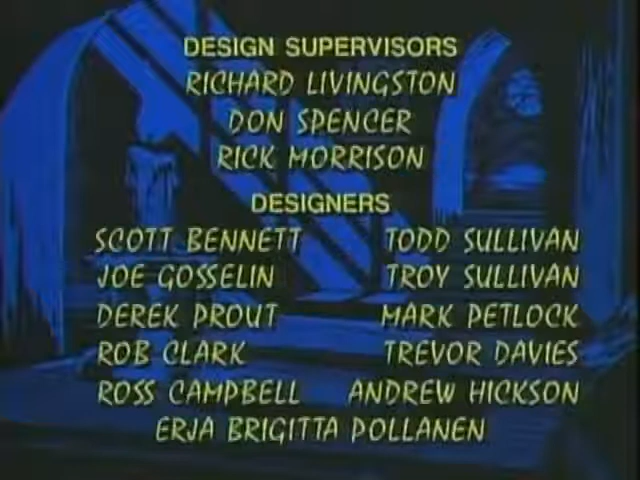 DESIGN SUPERVISORS
RICHARD LIVINGSTON
DON SPENCER
RICK MORRISON
DESIGNERS
SCOTT BENNETT TODD SULLIVAN
JOE GOSSELIN TROY SULLIVAN
DEREK PROUT MARK PETLOCK
ROB CLARK TREVOR DAVIES
ROSS CAMPBELL ANDREW HICKSON
ERJA BRIGITTA POLLANEN